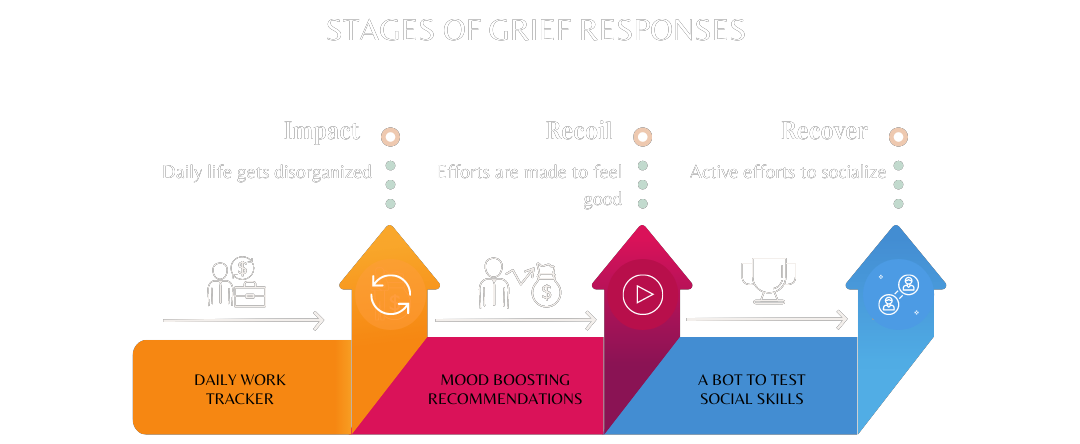 STAGES OF GRIEF RESPONSES
Impact
Daily life gets disorganized
Recoil
Efforts are made to feel
good
Recover
Active efforts to socialize
$
$
DAILY WORK
TRACKER
MOOD BOOSTING
RECOMMENDATIONS
A BOT TO TEST
SOCIAL SKILLS